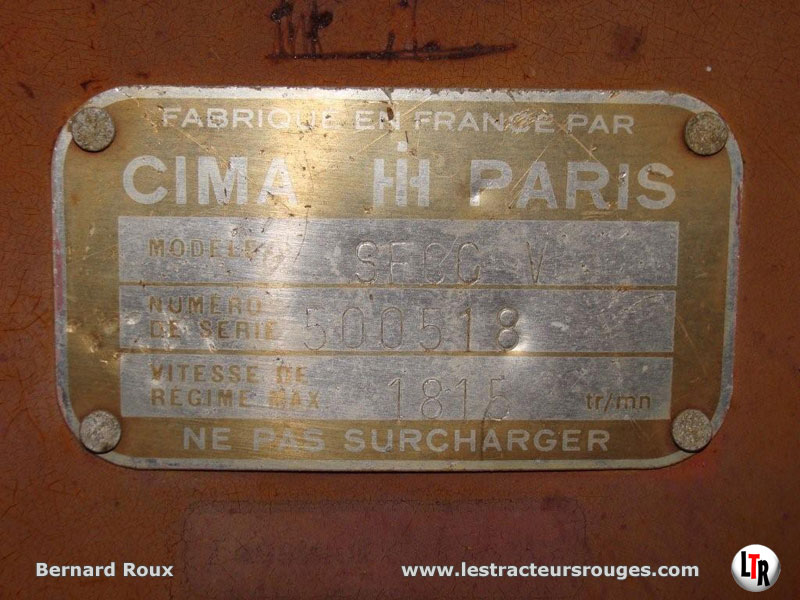 FABRIQUE EN FRANCE PAR
CIMA IH PARIS
MODELE SFCC V
NUMERO
DE SERIE 500518
VITESSE DE
REGIME MAX 1815 tr/mn
NE PAS SURCHARGER
Bernard Roux
www.lestracteursrouges.com
LTR